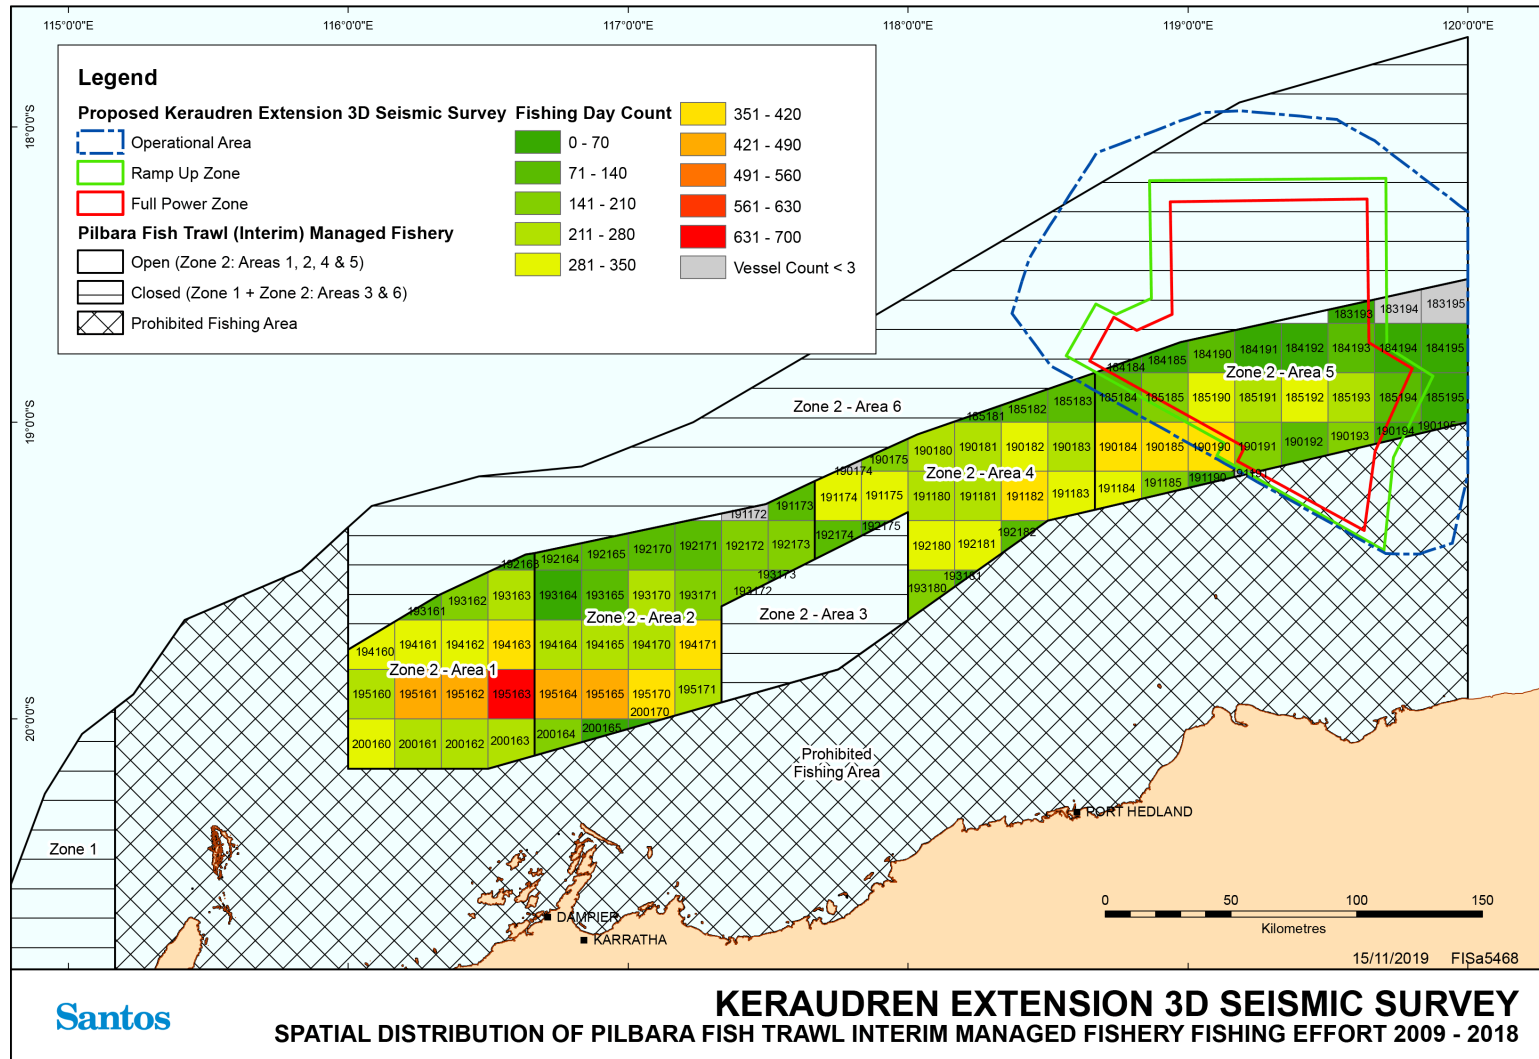 115°0'0"E
116°0'0"E
117°0'0"E
118°0'0"E
119°0'0"E
120°0'0"E
18°0'0"S
19°0'0"S
20°0'0"S
Legend
Proposed Keraudren Extension 3D Seismic Survey
Operational Area
Ramp Up Zone
Full Power Zone
Pilbara Fish Trawl (Interim) Managed Fishery
Open (Zone 2: Areas 1, 2, 4 & 5)
Closed (Zone 1 + Zone 2: Areas 3 & 6)
Prohibited Fishing Area
Fishing Day Count
0 - 70
71 - 140
141 - 210
211 - 280
281 - 350
351 - 420
421 - 490
491 - 560
561 - 630
631 - 700
Vessel Count < 3
183193 183194 183195
184184 184185 184190 184191 184192 184193 184194 184195
Zone 2 - Area 5
185181 185182 185183 185184 185185 185190 185191 185192 185193 185194 185195
Zone 2 - Area 6
190174 190175 190180 190181 190182 190183 190184 190185 190190 190191 190192 190193 190194 190195
Zone 2 - Area 4
191172 191173 191174 191175 191180 191181 191182 191183 191184 191185 191190 191191
192163 192164 192165 192170 192171 192172 192173 192174 192175 192180 192181 192182
193161 193162 193163 193164 193165 193170 193171 193172 193173 193180 193181
Zone 2 - Area 2
Zone 2 - Area 3
194160 194161 194162 194163 194164 194165 194170 194171
Zone 2 - Area 1
195160 195161 195162 195163 195164 195165 195170 195171
200160 200161 200162 200163 200164 200165 200170
Prohibited
Fishing Area
Zone 1
PORT HEDLAND
DAMPIER
KARRATHA
0 50 100 150
Kilometres
15/11/2019 FISa5468
Santos
KERAUDREN EXTENSION 3D SEISMIC SURVEY
SPATIAL DISTRIBUTION OF PILBARA FISH TRAWL INTERIM MANAGED FISHERY FISHING EFFORT 2009 - 2018